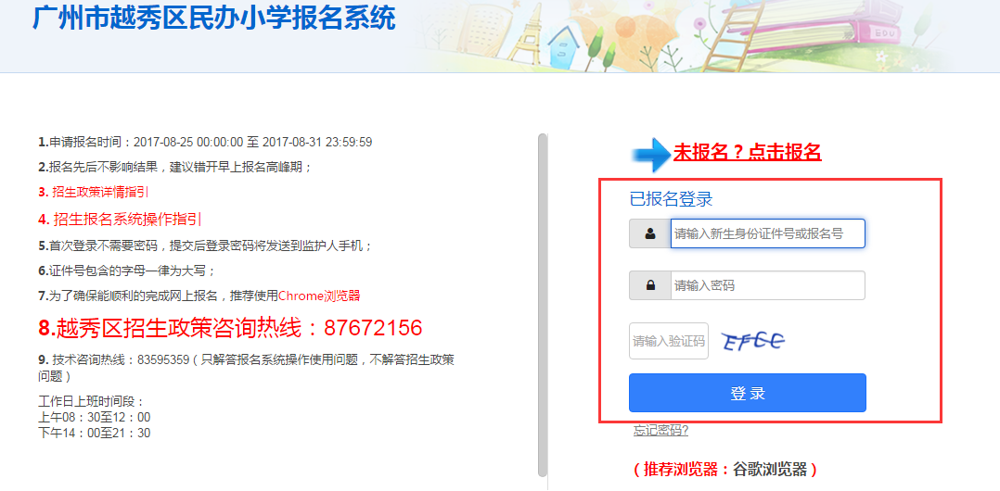 广州市越秀区民办小学报名系统
EDU
1.申请报名时间：2017-08-25 00:00:00 至 2017-08-31 23:59:59
2.报名先后不影响结果，建议错开早上报名高峰期；
3. 招生政策详情指引
4. 招生报名系统操作指引
5.首次登录不需要密码，提交后登录密码将发送到监护人手机；
6.证件号包含的字母一律为大写；
7.为了确保能顺利的完成网上报名，推荐使用Chrome浏览器
8.越秀区招生政策咨询热线：87672156
9. 技术咨询热线：83595359（只解答报名系统操作使用问题，不解答招生政策
问题）
工作日上班时间段：
上午08：30至12：00
下午14：00至21：30
未报名？点击报名
已报名登录
请输入新生身份证件号或报名号
请输入密码
请输入验证码
EFCC
登 录
忘记密码?
（推荐浏览器：谷歌浏览器）